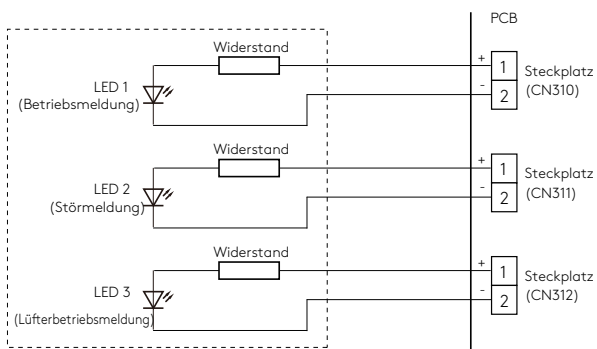 PCB
Widerstand
LED 1
(Betriebsmeldung)
+
1
-
2
Steckplatz
(CN310)
Widerstand
LED 2
(Störmeldung)
+
1
-
2
Steckplatz
(CN311)
Widerstand
LED 3
(Lüfterbetriebsmeldung)
+
1
-
2
Steckplatz
(CN312)